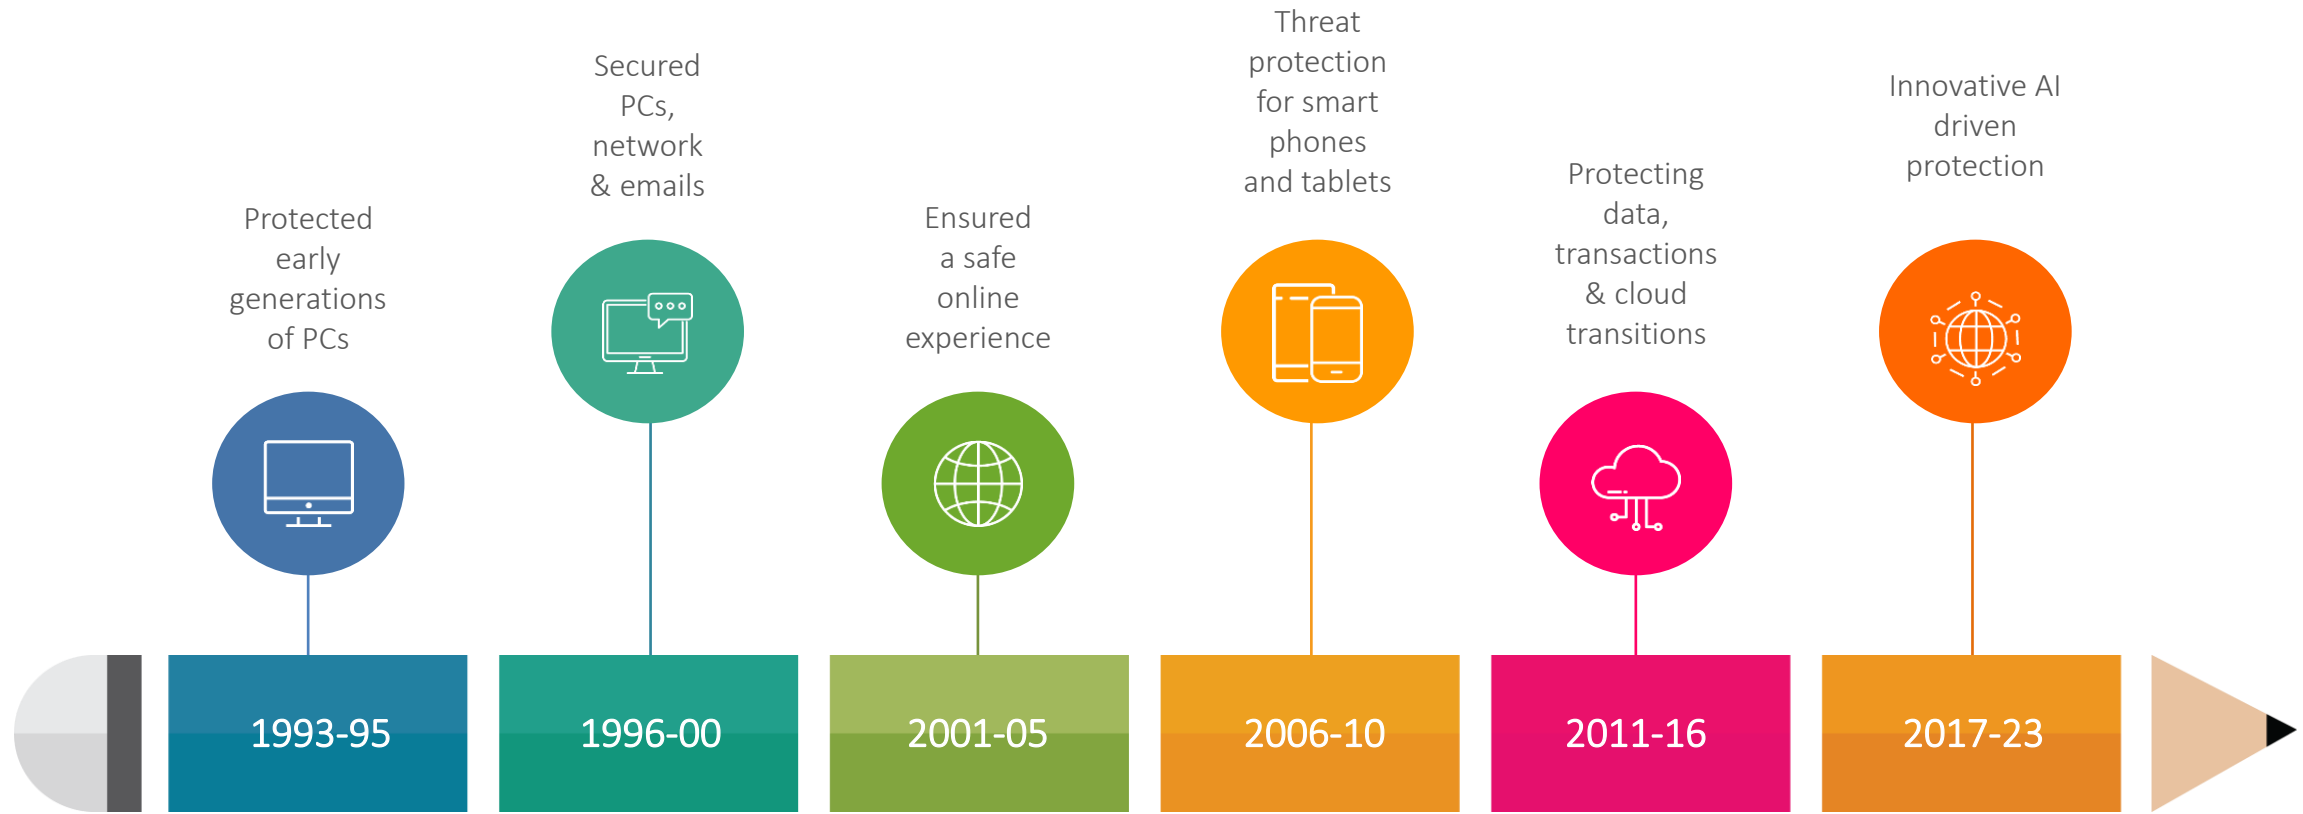 Protected
early
generations
of PCs
Secured
PCs,
network
& emails
Ensured
a safe
online
experience
Threat
protection
for smart
phones
and tablets
Protecting
data,
transactions
& cloud
transitions
Innovative AI
driven
protection
1993-95
1996-00
2001-05
2006-10
2011-16
2017-23